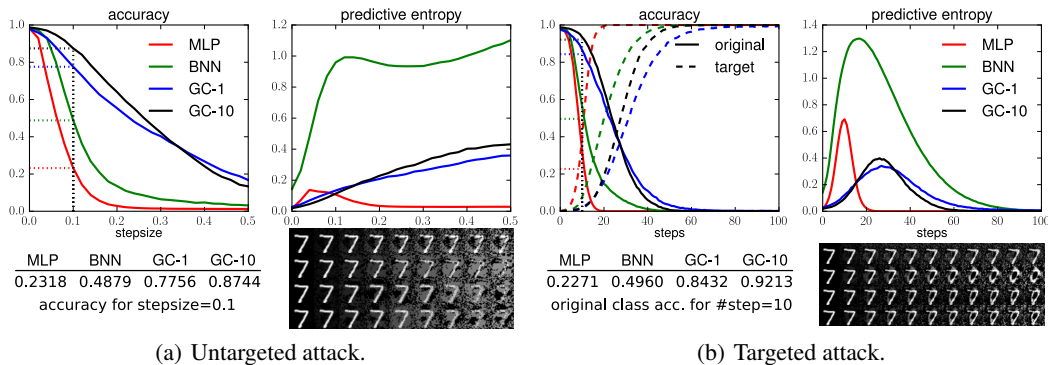 accuracy
1.0
0.8
0.6
0.4
0.2
0.0
0.0 0.1 0.2 0.3 0.4 0.5
stepsize
MLP
BNN
GC-1
GC-10
MLP BNN GC-1 GC-10
0.2318 0.4879 0.7756 0.8744
accuracy for stepsize=0.1
predictive entropy
1.2
1.0
0.8
0.6
0.4
0.2
0.0
0.0 0.1 0.2 0.3 0.4 0.5
(a) Untargeted attack.
accuracy
1.0
0.8
0.6
0.4
0.2
0.0
0 20 40 60 80 100
steps
original
target
MLP BNN GC-1 GC-10
0.2271 0.4960 0.8432 0.9213
original class acc. for #step=10
predictive entropy
1.4
1.2
1.0
0.8
0.6
0.4
0.2
0.0
0 20 40 60 80 100
steps
MLP
BNN
GC-1
GC-10
(b) Targeted attack.